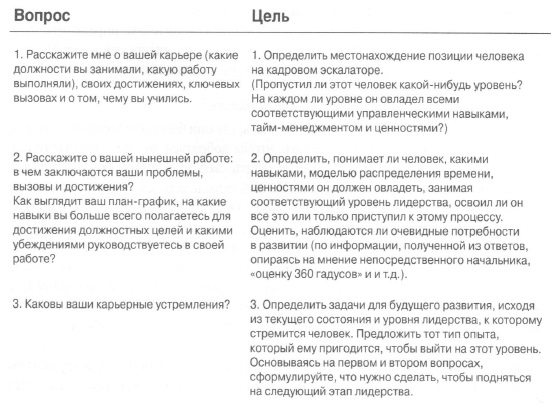 Вопрос
Цель
1. Расскажите мне о вашей карьере (какие
должности вы занимали, какую работу
выполняли), своих достижениях, ключевых
вызовах и о том, чему вы учились.
1. Определить местонахождение позиции человека
на кадровом эскалаторе.
(Пропустил ли этот человек какой-нибудь уровень?
На каждом ли уровне он овладел всеми
соответствующими управленческими навыками,
тайм-менеджментом и ценностями?)
2. Расскажите о вашей нынешней работе:
в чем заключаются ваши проблемы,
вызовы и достижения?
Как выглядит ваш план-график, на какие
навыки вы больше всего полагаетесь для
достижения должностных целей и какими
убеждениями руководствуетесь в своей
работе?
2. Определить, понимает ли человек, какими
навыками, моделью распределения времени,
ценностями он должен овладеть, занимая
соответствующий уровень лидерства, освоил ли он
все это или только приступил к этому процессу.
Оценить, наблюдаются ли очевидные потребности
в развитии (по информации, полученной из ответов,
опираясь на мнение непосредственного начальника,
«оценку 360 гадусов» и и т.д.).
3. Каковы ваши карьерные устремления?
3. Определить задачи для будущего развития, исходя
из текущего состояния и уровня лидерства, к которому
стремится человек. Предложить тот тип опыта,
который ему пригодится, чтобы выйти на этот уровень.
Основываясь на первом и втором вопросах,
сформулируйте, что нужно сделать, чтобы подняться
на следующий этап лидерства.